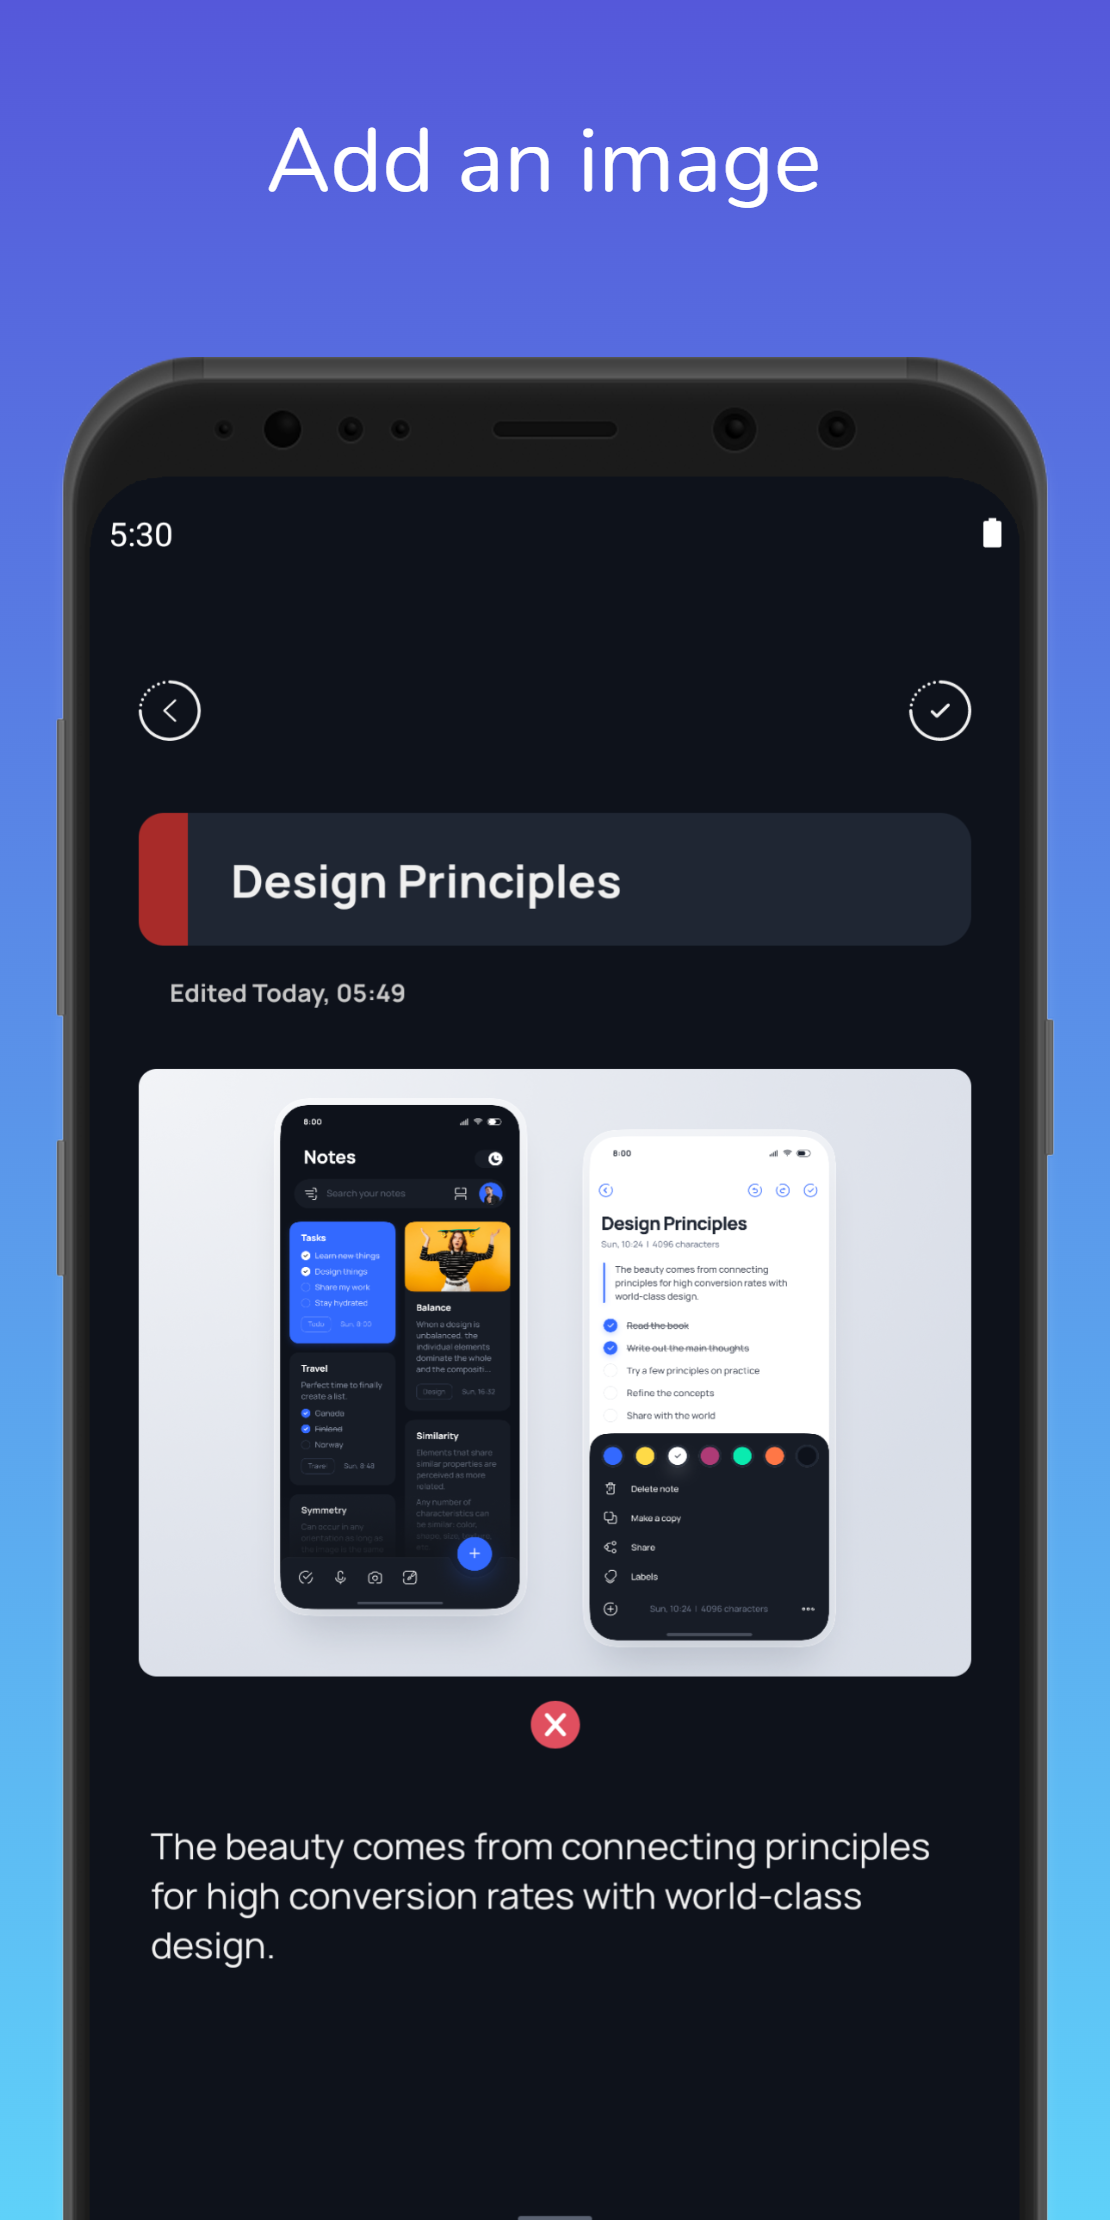 Add an image
5:30
Design Principles
Edited Today, 05:49
8:00
Notes
Search your notes
Tasks
Learn new things
Design things
Share my work
Stay hydrated
Todo
Sun, 8:00
Travel
Perfect time to finally
create a list.
Canada
Finland
Norway
Travel
Sun, 8:48
Symmetry
Can occur in any
orientation as long as
the image is the same
Balance
When a design is
unbalanced, the
individual elements
dominate the whole
and the compositi...
Design
Sun, 16:32
Similarity
Elements that share
similar properties are
perceived as more
related.
Any number of
characteristics can
be similar: color,
shape, size, texture,
etc.
8:00
Design Principles
Sun, 10:24 | 4096 characters
The beauty comes from connecting
principles for high conversion rates with
world-class design.
Read the book
Write out the main thoughts
Try a few principles on practice
Refine the concepts
Share with the world
Delete note
Make a copy
Share
Labels
Sun, 10:24 | 4096 characters
The beauty comes from connecting principles
for high conversion rates with world-class
design.